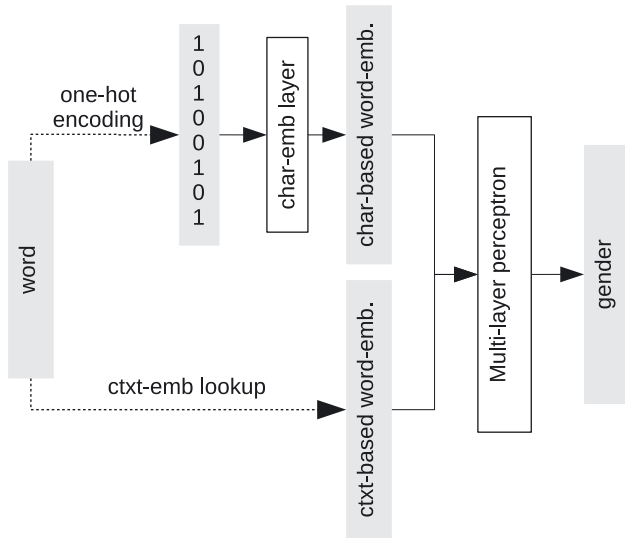 word
one-hot
encoding
1
0
1
0
0
1
0
1
char-emb layer
char-based word-emb.
ctxt-emb lookup
ctxt-based word-emb.
Multi-layer perceptron
gender